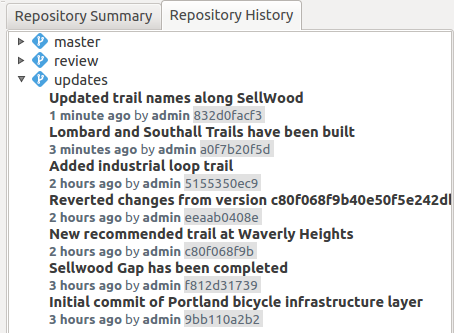 Repository Summary Repository History
master
review
updates
Updated trail names along SellWood
1 minute ago by admin 832d0facf3
Lombard and Southall Trails have been built
3 minutes ago by admin a0f7b20f5d
Added industrial loop trail
2 hours ago by admin 5155350ec9
Reverted changes from version c80f068f9b40e50f5e242dl
2 hours ago by admin eeaab0408e
New recommended trail at Waverly Heights
2 hours ago by admin c80f068f9b
Sellwood Gap has been completed
3 hours ago by admin f812d31739
Initial commit of Portland bicycle infrastructure layer
3 hours ago by admin 9bb110a2b2